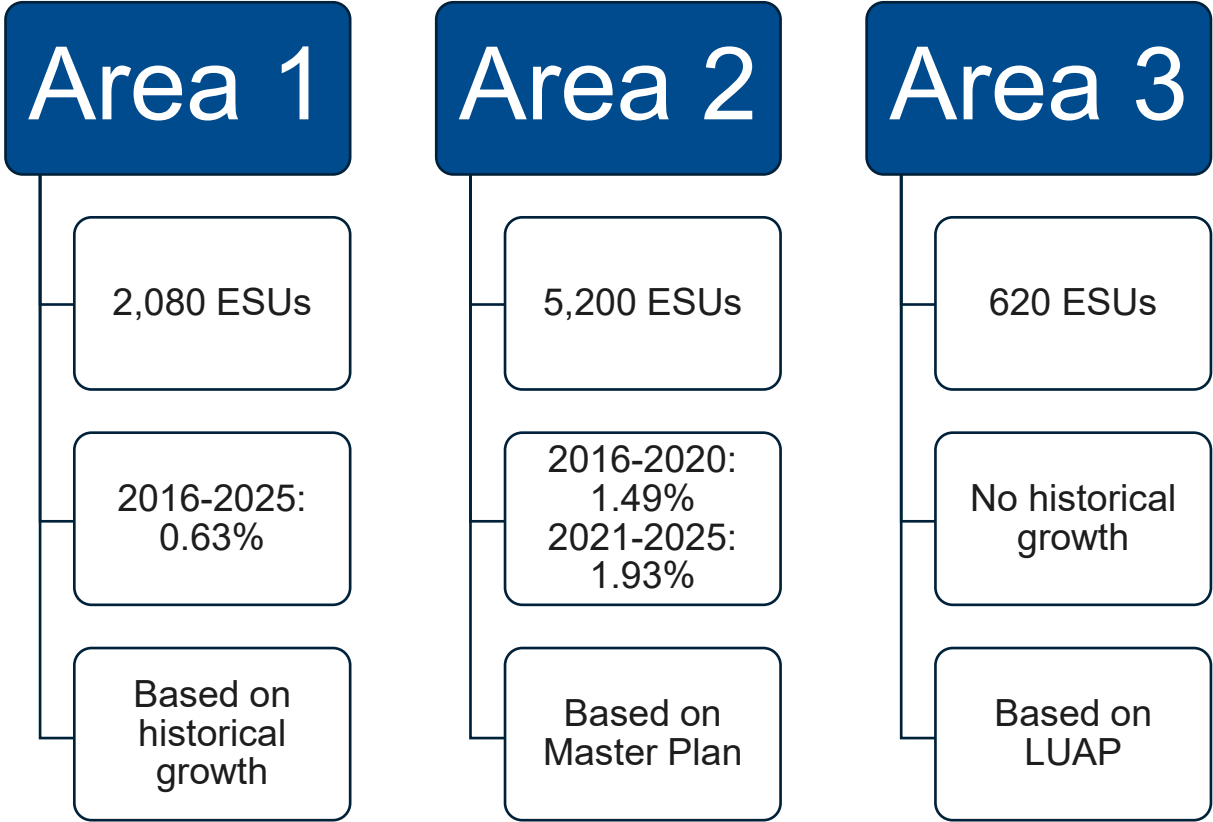 Area 1
2,080 ESUs
2016-2025:
0.63%
Based on
historical
growth
Area 2
5,200 ESUs
2016-2020:
1.49%
2021-2025:
1.93%
Based on
Master Plan
Area 3
620 ESUs
No historical
growth
Based on
LUAP